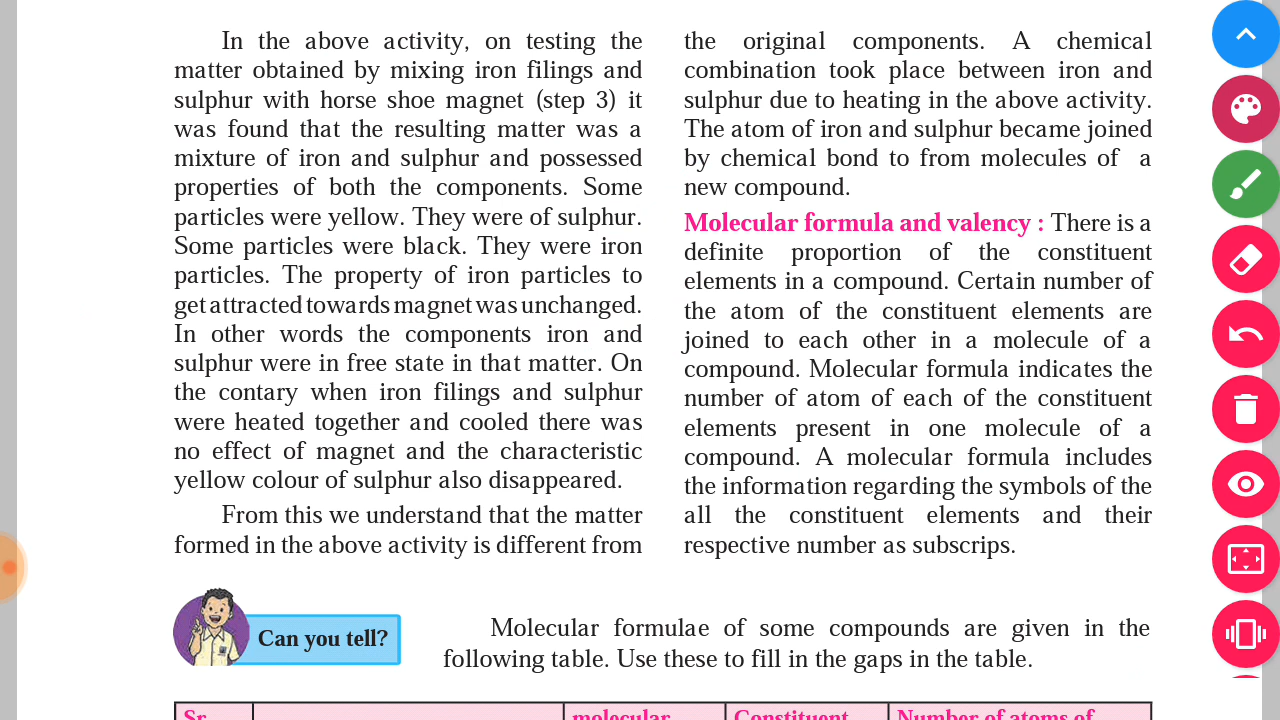 In the above activity, on testing the
matter obtained by mixing iron filings and
sulphur with horse shoe magnet (step 3) it
was found that the resulting matter was a
mixture of iron and sulphur and possessed
properties of both the components. Some
particles were yellow. They were of sulphur.
Some particles were black. They were iron
particles. The property of iron particles to
get attracted towards magnet was unchanged.
In other words the components iron and
sulphur were in free state in that matter. On
the contary when iron filings and sulphur
were heated together and cooled there was
no effect of magnet and the characteristic
yellow colour of sulphur also disappeared.
From this we understand that the matter
formed in the above activity is different from
the original components. A chemical
combination took place between iron and
sulphur due to heating in the above activity.
The atom of iron and sulphur became joined
by chemical bond to from molecules of a
new compound.
Molecular formula and valency : There is a
definite proportion of the constituent
elements in a compound. Certain number of
the atom of the constituent elements are
joined to each other in a molecule of a
compound. Molecular formula indicates the
number of atom of each of the constituent
elements present in one molecule of a
compound. A molecular formula includes
the information regarding the symbols of the
all the constituent elements and their
respective number as subscrips.
Can you tell?
Molecular formulae of some compounds are given in the
following table. Use these to fill in the gaps in the table.
Sr. molecular Constituent Number of atoms of